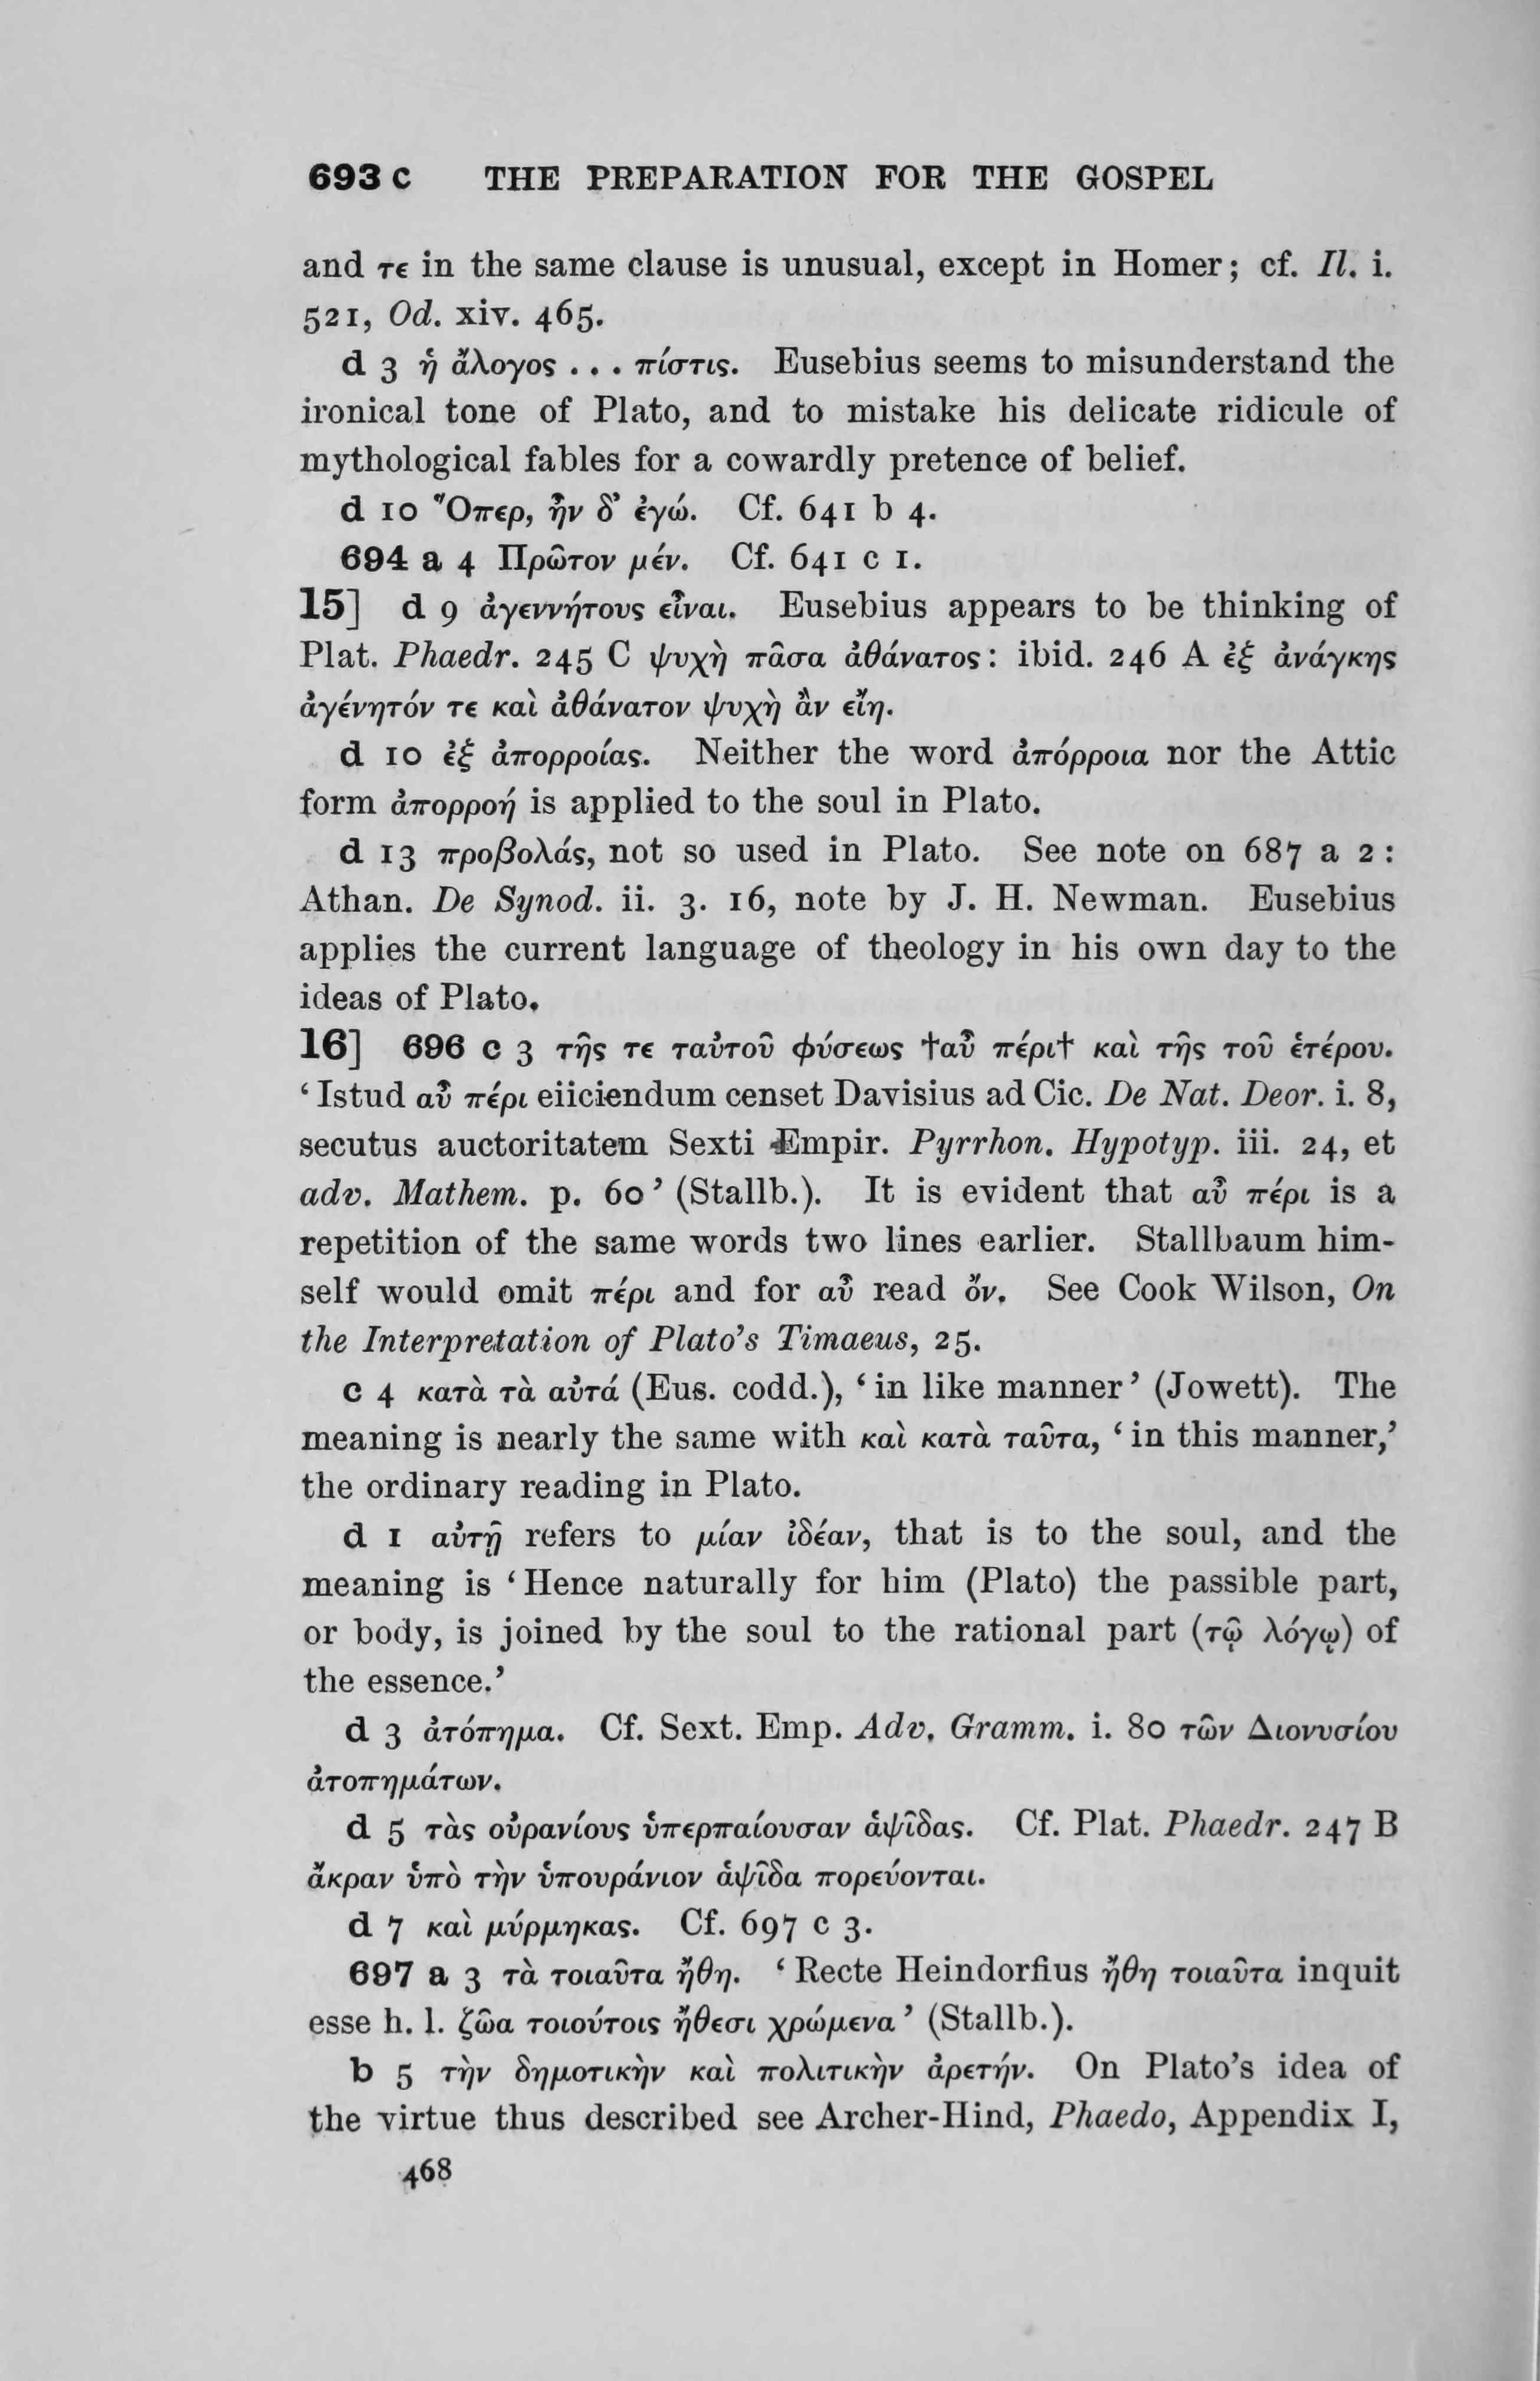 693 c THE PREPARATION FOR THE GOSPEL
and τε in the same clause is unusual, except in Homer; cf. Il. i.
521, Od. xiv. 465.
d 3 ἡ ἄλογος . . . πίστις. Eusebius seems to misunderstand the
ironical tone of Plato, and to mistake his delicate ridicule of
mythological fables for a cowardly pretence of belief.
d 10 Ὅπερ, ἦν δ’ ἐγώ. Cf. 641 b 4.
694 a 4 Πρῶτον μέν. Cf. 641 c 1.
15] d 9 ἀγεννήτους εἶναι. Eusebius appears to be thinking of
Plat. Phaedr. 245 C ψυχὴ πᾶσα ἀθάνατος: ibid. 246 A ἐξ ἀνάγκης
ἀγένητόν τε καὶ ἀθάνατον ψυχὴ ἂν εἴη.
d 10 ἐξ ἀπορροίας. Neither the word ἀπόρροια nor the Attic
form ἀπορροή is applied to the soul in Plato.
d 13 προβολάς, not so used in Plato. See note on 687 a 2:
Athan. De Synod. ii. 3. 16, note by J. H. Newman. Eusebius
applies the current language of theology in his own day to the
ideas of Plato.
16] 696 c 3 τῆς τε ταὐτοῦ φύσεως †αὖ πέρι† καὶ τῆς τοῦ ἑτέρου.
‘Istud αὖ πέρι eiiciendum censet Davisius ad Cic. De Nat. Deor. i. 8,
secutus auctoritatem Sexti Empir. Pyrrhon. Hypotyp. iii. 24, et
adv. Mathem. p. 60’ (Stallb.). It is evident that αὖ πέρι is a
repetition of the same words two lines earlier. Stallbaum him-
self would omit πέρι and for αὖ read ὄν. See Cook Wilson, On
the Interpretation of Plato’s Timaeus, 25.
c 4 κατὰ τὰ αὐτά (Eus. codd.), ‘in like manner’ (Jowett). The
meaning is nearly the same with καὶ κατὰ ταῦτα, ‘in this manner,’
the ordinary reading in Plato.
d 1 αὐτῇ refers to μίαν ἰδέαν, that is to the soul, and the
meaning is ‘Hence naturally for him (Plato) the passible part,
or body, is joined by the soul to the rational part (τῷ λόγῳ) of
the essence.’
d 3 ἀτόπημα. Cf. Sext. Emp. Adv. Gramm. i. 80 τῶν Διονυσίου
ἀτοπημάτων.
d 5 τὰς οὐρανίους ὑπερπαίουσαν ἁψῖδας. Cf. Plat. Phaedr. 247 B
ἄκραν ὑπὸ τὴν ὑπουράνιον ἁψῖδα πορεύονται.
d 7 καὶ μύρμηκας. Cf. 697 c 3.
697 a 3 τὰ τοιαῦτα ἤθη. ‘Recte Heindorfius ἤθη τοιαῦτα inquit
esse h. l. ζῶα τοιούτοις ἤθεσι χρώμενα’ (Stallb.).
b 5 τὴν δημοτικὴν καὶ πολιτικὴν ἀρετήν. On Plato’s idea of
the virtue thus described see Archer-Hind, Phaedo, Appendix I,
468